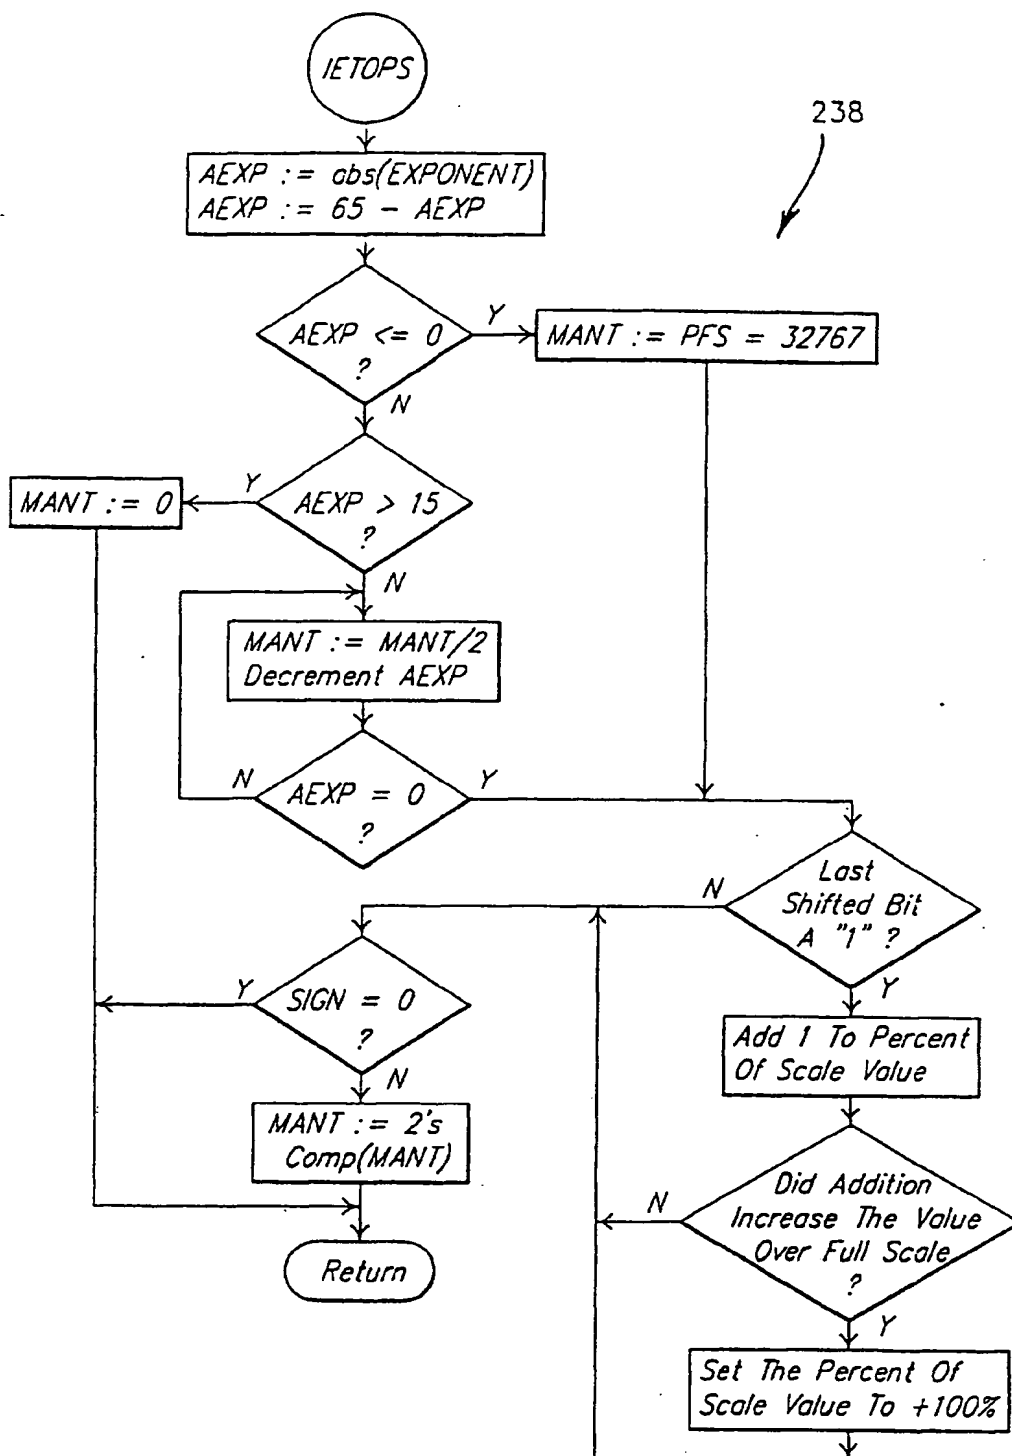 IETOPS
238
AEXP := abs(EXPONENT)
AEXP := 65 - AEXP
AEXP <= 0
?
Y
MANT := PFS = 32767
N
AEXP > 15
?
Y
MANT := 0
N
MANT := MANT/2
Decrement AEXP
AEXP = 0
?
N
Y
Last
Shifted Bit
A "1" ?
N
Y
SIGN = 0
?
Y
N
Add 1 To Percent
Of Scale Value
MANT := 2's
Comp(MANT)
Did Addition
Increase The Value
Over Full Scale
?
N
Y
Return
Set The Percent Of
Scale Value To +100%